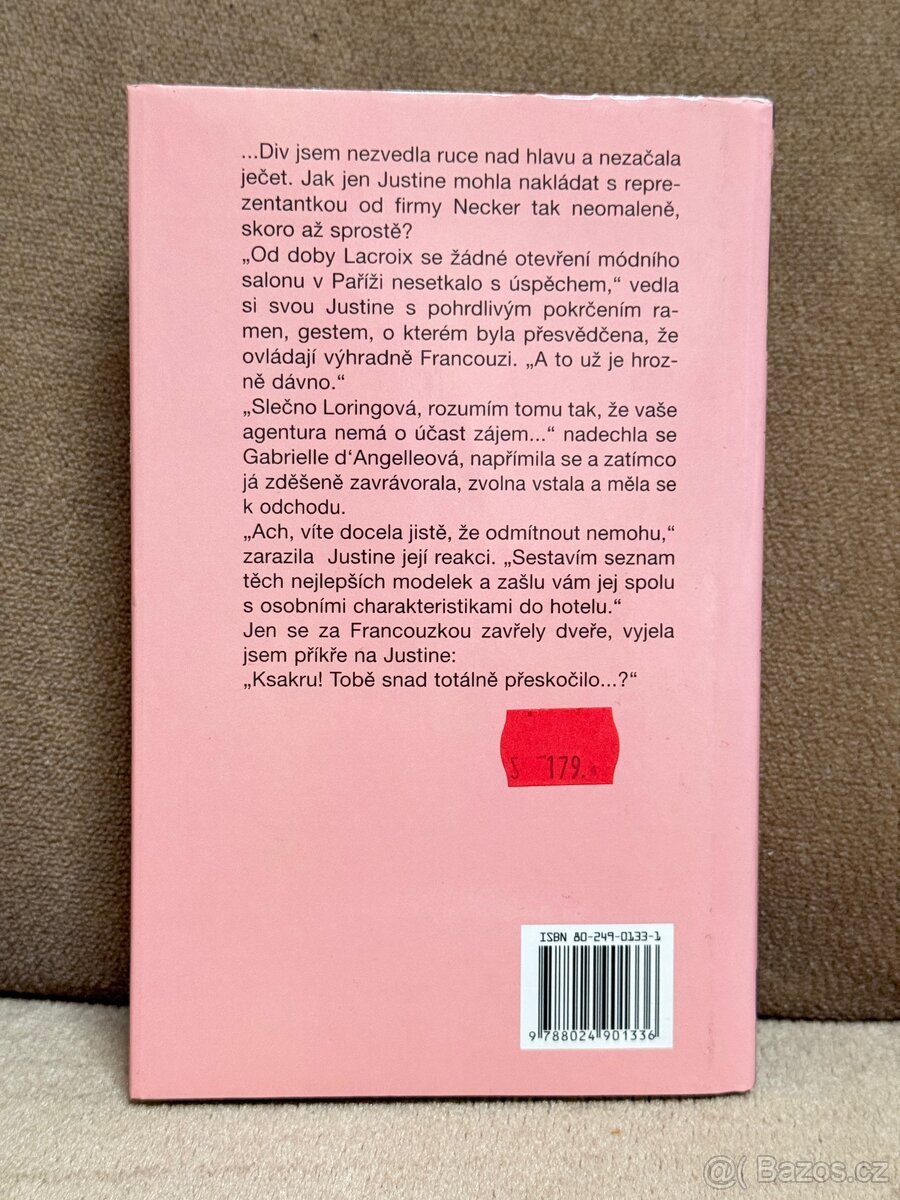 ...Div jsem nezvedla ruce nad hlavu a nezačala
ječet. Jak jen Justine mohla nakládat s repre-
zentantkou od firmy Necker tak neomaleně,
skoro až sprostě?
„Od doby Lacroix se žádné otevření módního
salonu v Paříži nesetkalo s úspěchem,“ vedla
si svou Justine s pohrdlivým pokrčením ra-
men, gestem, o kterém byla přesvědčena, že
ovládají výhradně Francouzi. „A to už je hroz-
ně dávno.“
„Slečno Loringová, rozumím tomu tak, že vaše
agentura nemá o účast zájem...“ nadechla se
Gabrielle d‘Angelleová, napřímila se a zatímco
já zděšeně zavrávorala, zvolna vstala a měla se
k odchodu.
„Ach, víte docela jistě, že odmítnout nemohu,“
zarazila Justine její reakci. „Sestavím seznam
těch nejlepších modelek a zašlu vám jej spolu
s osobními charakteristikami do hotelu.“
Jen se za Francouzkou zavřely dveře, vyjela
jsem příkře na Justine:
„Ksakru! Tobě snad totálně přeskočilo...?“
S 179.
ISBN 80-249-0133-1
9 788024 901336
@( Bazos.cz